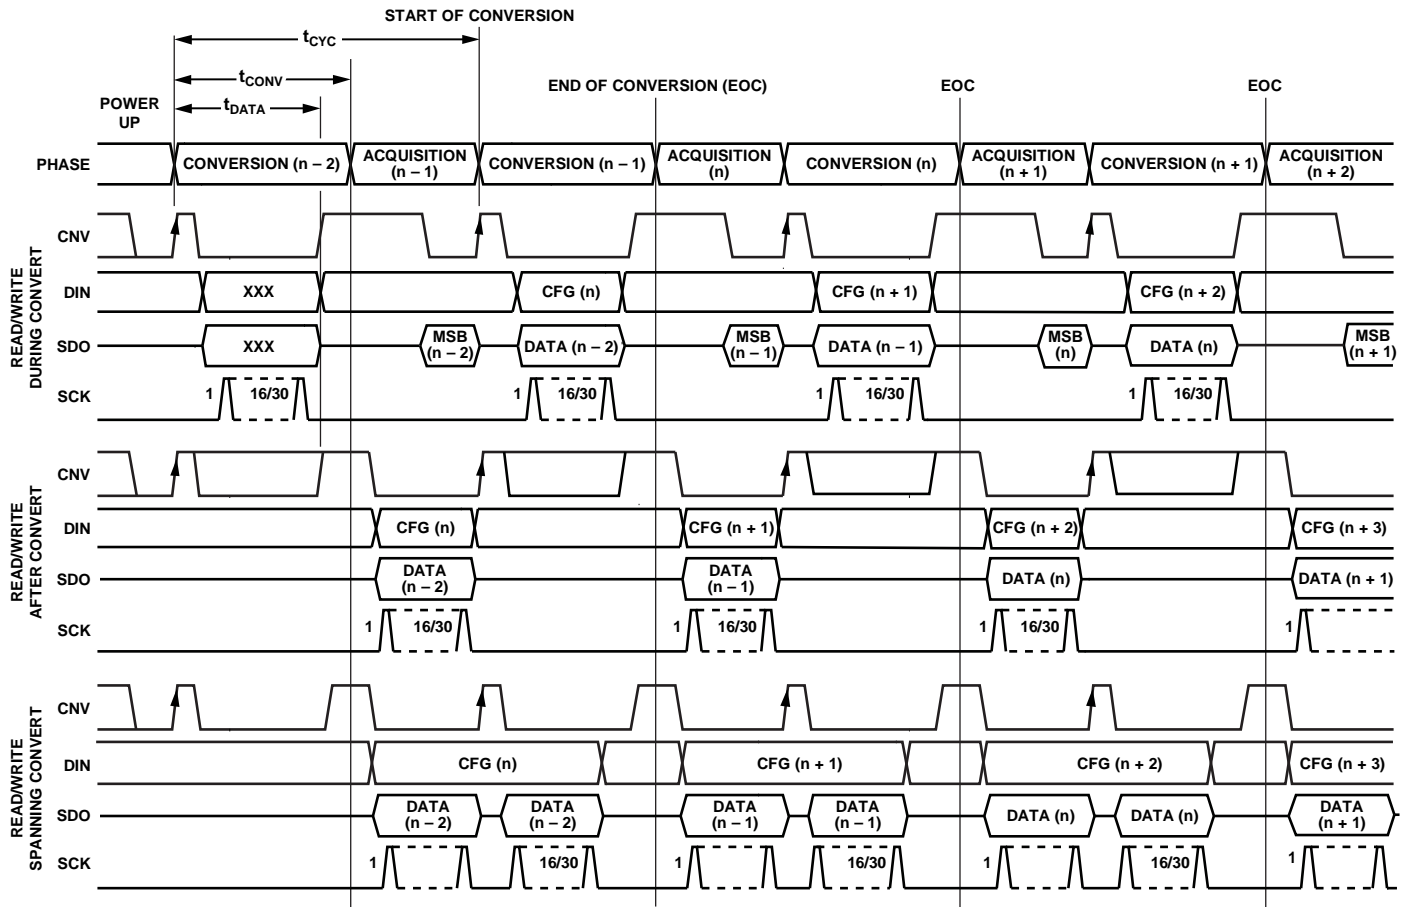 START OF CONVERSION
tCYC
tCONV
tDATA
POWER
UP
END OF CONVERSION (EOC)
EOC
EOC
PHASE
CONVERSION (n – 2)
ACQUISITION
(n – 1)
CONVERSION (n – 1)
ACQUISITION
(n)
CONVERSION (n)
ACQUISITION
(n + 1)
CONVERSION (n + 1)
ACQUISITION
(n + 2)
READ/WRITE
DURING CONVERT
CNV
DIN
XXX
CFG (n)
CFG (n + 1)
CFG (n + 2)
SDO
XXX
MSB
(n – 2)
DATA (n – 2)
MSB
(n – 1)
DATA (n – 1)
MSB
(n)
DATA (n)
MSB
(n + 1)
SCK
1 16/30
1 16/30
1 16/30
1 16/30
READ/WRITE
AFTER CONVERT
CNV
DIN
CFG (n)
CFG (n + 1)
CFG (n + 2)
CFG (n + 3)
SDO
DATA
(n – 2)
DATA
(n – 1)
DATA (n)
DATA (n + 1)
SCK
1 16/30
1 16/30
1 16/30
1
READ/WRITE
SPANNING CONVERT
CNV
DIN
CFG (n)
CFG (n + 1)
CFG (n + 2)
CFG (n + 3)
SDO
DATA
(n – 2)
DATA
(n – 2)
DATA
(n – 1)
DATA
(n – 1)
DATA (n)
DATA (n)
DATA
(n + 1)
SCK
1 16/30
1 16/30
1 16/30
1